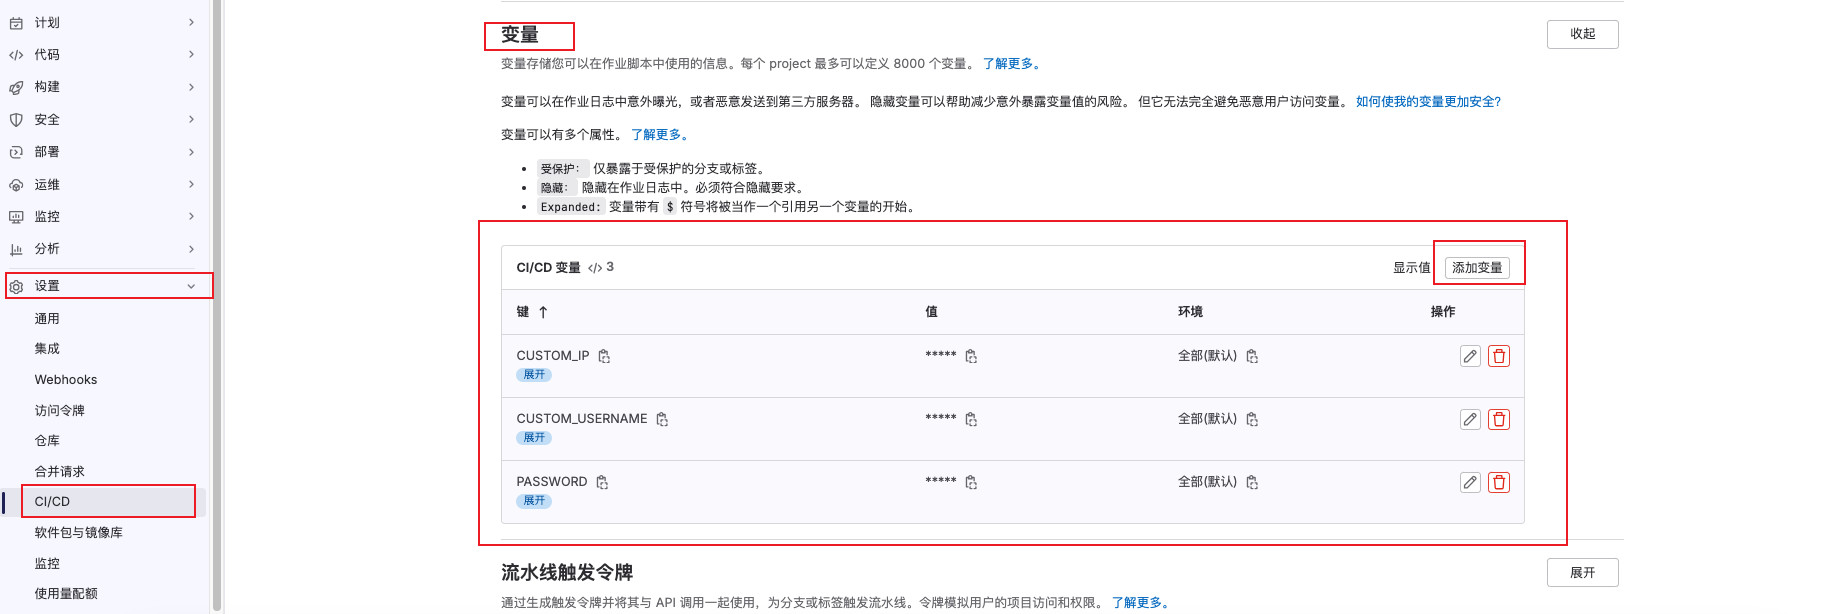 计划
代码
构建
安全
部署
运维
监控
分析
设置
通用
集成
Webhooks
访问令牌
仓库
合并请求
CI/CD
软件包与镜像库
监控
使用量配额
变量
收起
变量存储您可以在作业脚本中使用的信息。每个 project 最多可以定义 8000 个变量。 了解更多。
变量可以在作业日志中意外曝光，或者恶意发送到第三方服务器。 隐藏变量可以帮助减少意外暴露变量值的风险。 但它无法完全避免恶意用户访问变量。 如何使我的变量更加安全?
变量可以有多个属性。 了解更多。
• 受保护： 仅暴露于受保护的分支或标签。
• 隐藏： 隐藏在作业日志中。必须符合隐藏要求。
• Expanded: 变量带有 $ 符号将被当作一个引用另一个变量的开始。
CI/CD 变量 </> 3 显示值 添加变量
键 ↑ 值 环境 操作
CUSTOM_IP ***** 全部(默认)
展开
CUSTOM_USERNAME ***** 全部(默认)
展开
PASSWORD ***** 全部(默认)
展开
流水线触发令牌
展开
通过生成触发令牌并将其与 API 调用一起使用，为分支或标签触发流水线。令牌模拟用户的项目访问和权限。 了解更多。